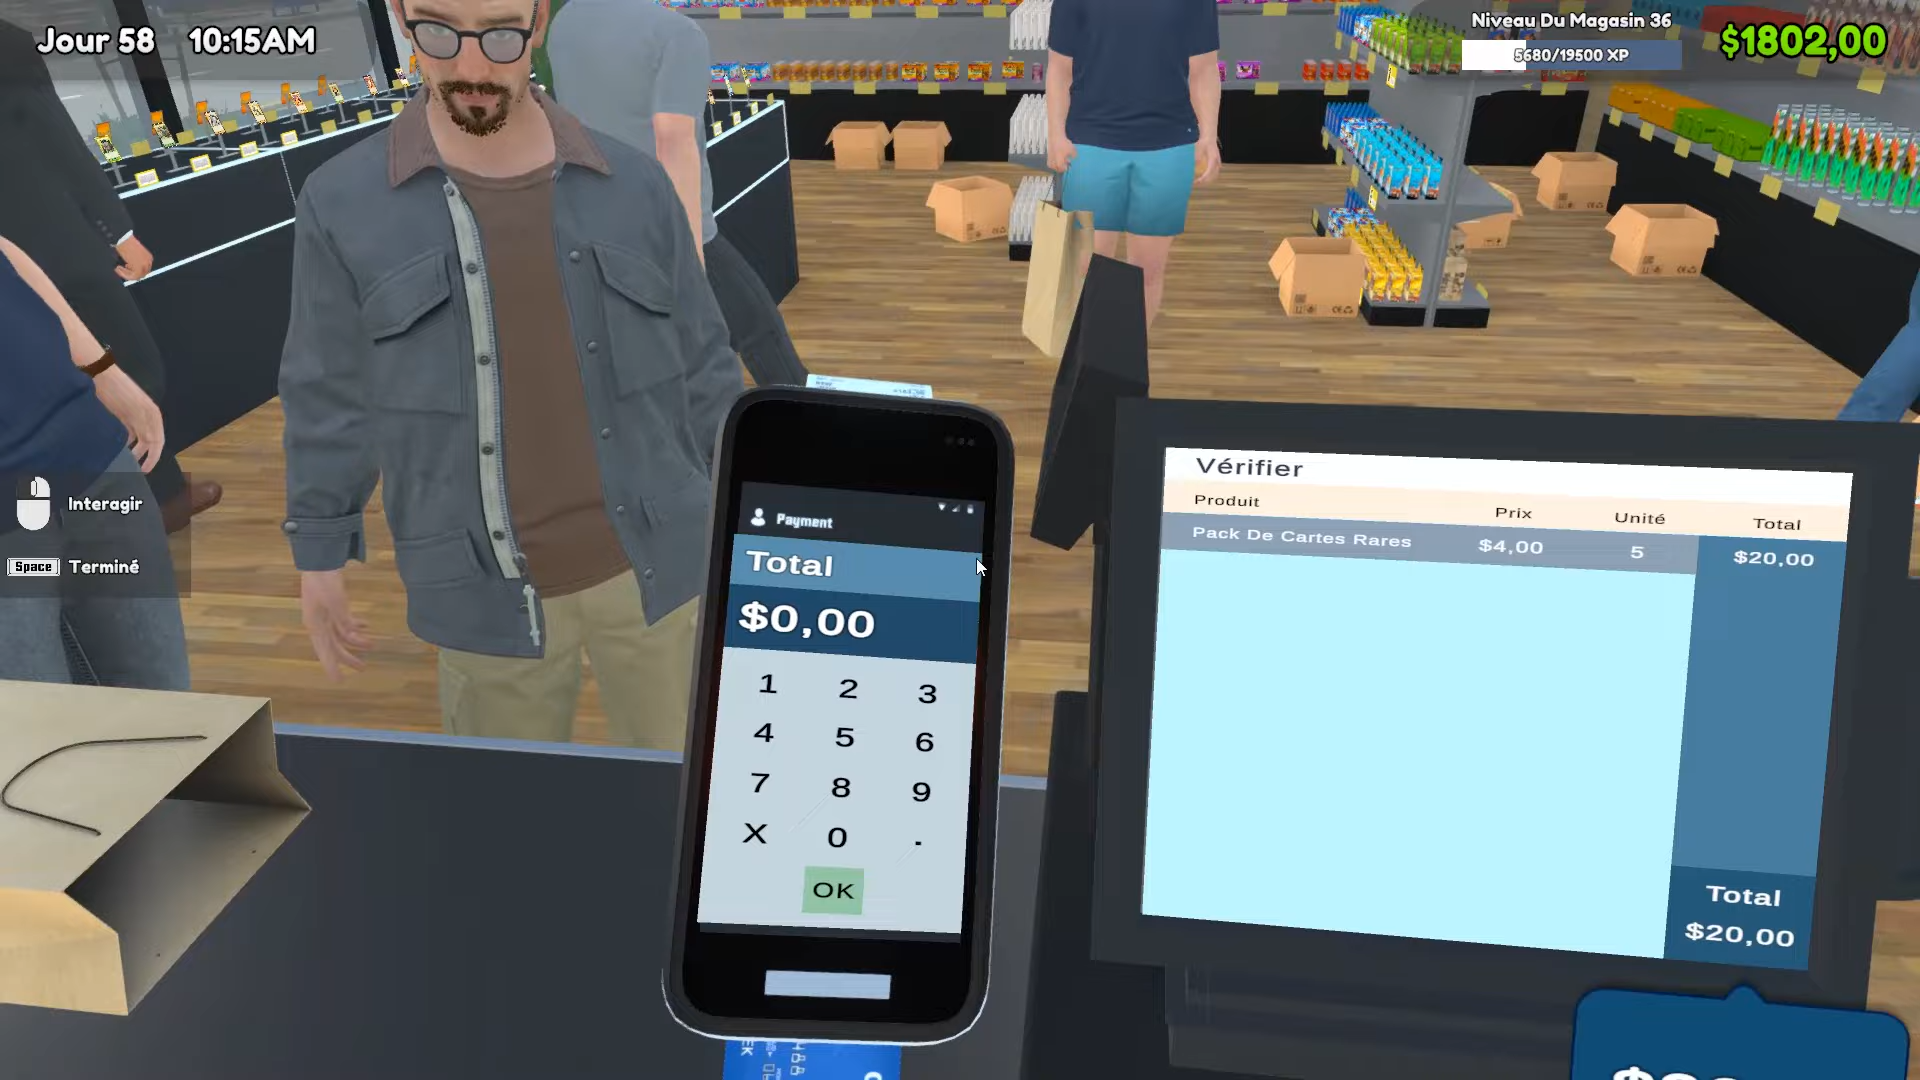 Jour 58 10:15AM
Niveau Du Magasin 36
5680/19500 XP
$1802,00
Interagir
Space Terminé
Payment
Total
$0,00
1 2 3
4 5 6
7 8 9
X 0 .
OK
Vérifier
Produit Prix Unité Total
Pack De Cartes Rares $4,00 5 $20,00
Total
$20,00